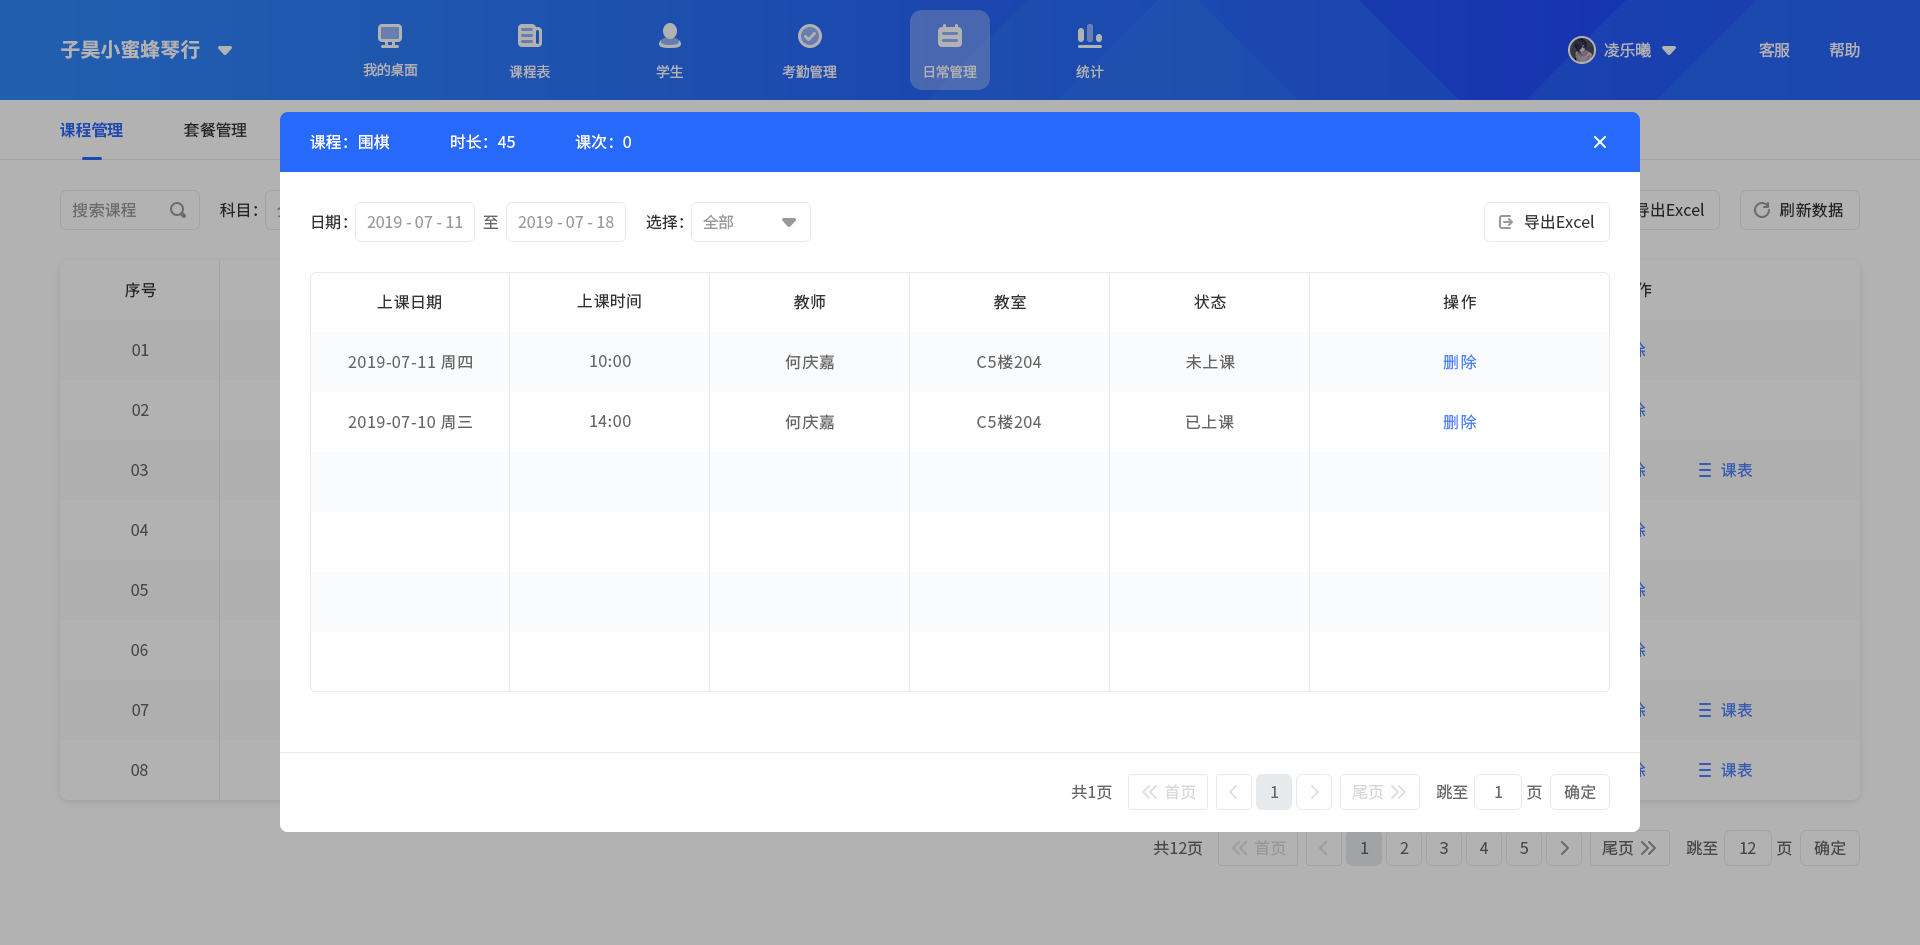 子昊小蜜蜂琴行
我的桌面
课程表
学生
考勤管理
日常管理
统计
凌乐曦
客服
帮助
课程管理
套餐管理
课程：围棋
时长：45
课次：0
搜索课程
科目：
导出Excel
刷新数据
日期：
2019 - 07 - 11
至
2019 - 07 - 18
选择：
全部
导出Excel
序号
作
上课日期
上课时间
教师
教室
状态
操作
01
2019-07-11 周四
10:00
何庆嘉
C5楼204
未上课
删除
02
2019-07-10 周三
14:00
何庆嘉
C5楼204
已上课
删除
03
课表
04
05
06
07
课表
08
课表
共1页
首页
1
尾页
跳至
1
页
确定
共12页
首页
1
2
3
4
5
尾页
跳至
12
页
确定